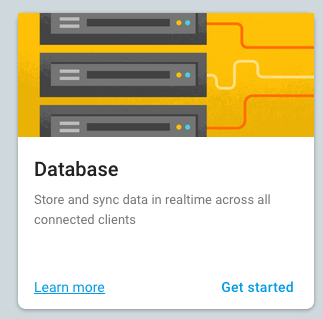 Database
Store and sync data in realtime across all
connected clients
Learn more
Get started